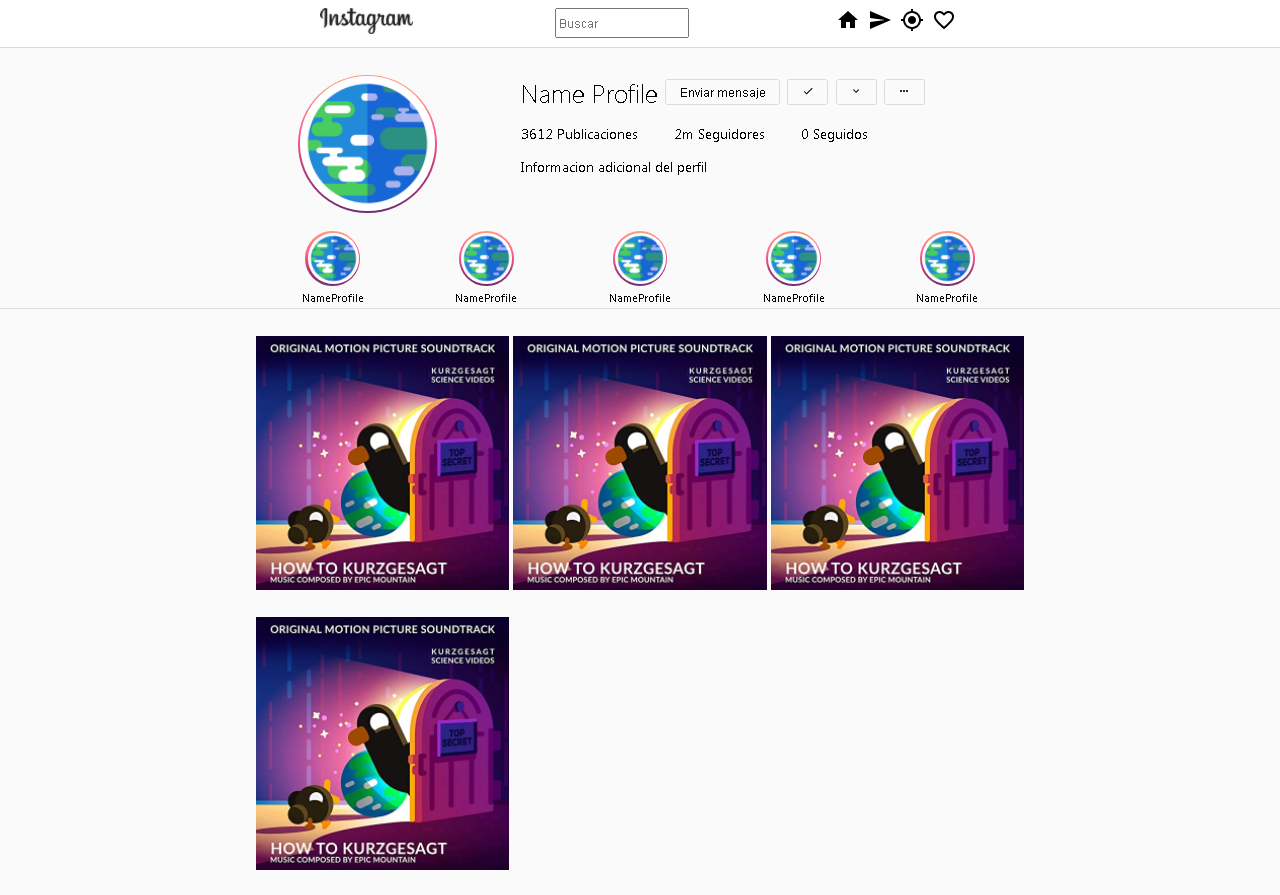 Instagram
Buscar
Name Profile Enviar mensaje
3612 Publicaciones 2m Seguidores 0 Seguidos
Informacion adicional del perfil
NameProfile NameProfile NameProfile NameProfile NameProfile
ORIGINAL MOTION PICTURE SOUNDTRACK
KURZGESAGT
SCIENCE VIDEOS
TOP
SECRET
HOW TO KURZGESAGT
MUSIC COMPOSED BY EPIC MOUNTAIN
ORIGINAL MOTION PICTURE SOUNDTRACK
KURZGESAGT
SCIENCE VIDEOS
TOP
SECRET
HOW TO KURZGESAGT
MUSIC COMPOSED BY EPIC MOUNTAIN
ORIGINAL MOTION PICTURE SOUNDTRACK
KURZGESAGT
SCIENCE VIDEOS
TOP
SECRET
HOW TO KURZGESAGT
MUSIC COMPOSED BY EPIC MOUNTAIN
ORIGINAL MOTION PICTURE SOUNDTRACK
KURZGESAGT
SCIENCE VIDEOS
TOP
SECRET
HOW TO KURZGESAGT
MUSIC COMPOSED BY EPIC MOUNTAIN